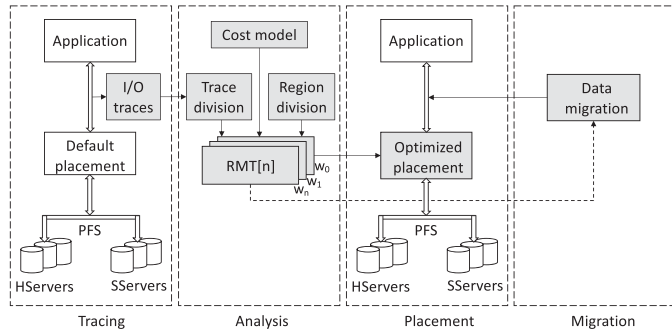 Application
I/O
traces
Default
placement
PFS
HServers
SServers
Tracing
Cost model
Trace
division
Region
division
RMT[n]
w0
w1
wn
Analysis
Application
Optimized
placement
PFS
HServers
SServers
Placement
Data
migration
Migration